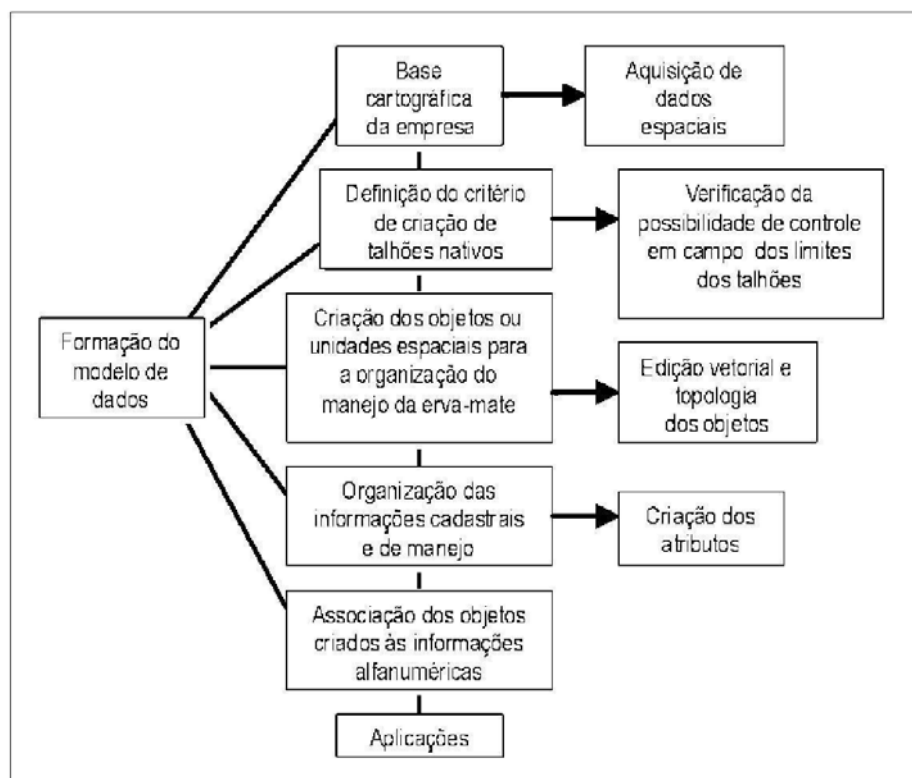 Base
cartográfica
da empresa
Aquisição de
dados
espaciais
Definição do critério
de criação de
talhões nativos
Verificação da
possibilidade de controle
em campo dos limites
dos talhões
Formação do
modelo de
dados
Criação dos objetos ou
unidades espaciais para
a organização do
manejo da erva-mate
Edição vetorial e
topologia
dos objetos
Organização das
informações cadastrais
e de manejo
Criação dos
atributos
Associação dos objetos
criados às informações
alfanuméricas
Aplicações